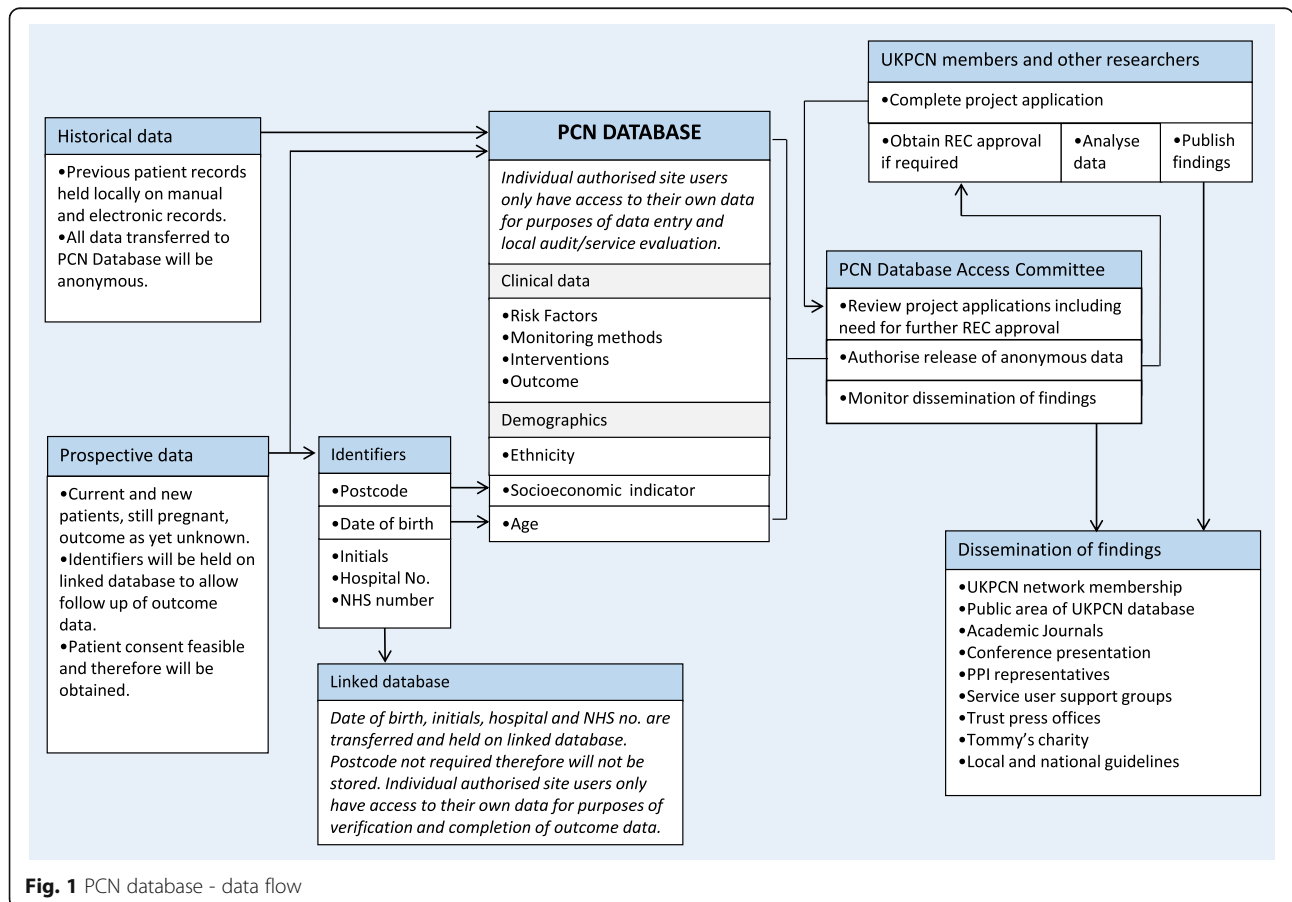 Historical data
•Previous patient records
held locally on manual
and electronic records.
•All data transferred to
PCN Database will be
anonymous.
Prospective data
•Current and new
patients, still pregnant,
outcome as yet unknown.
•Identifiers will be held on
linked database to allow
follow up of outcome
data.
•Patient consent feasible
and therefore will be
obtained.
Identifiers
•Postcode
•Date of birth
•Initials
•Hospital No.
•NHS number
Linked database
Date of birth, initials, hospital and NHS no. are
transferred and held on linked database.
Postcode not required therefore will not be
stored. Individual authorised site users only
have access to their own data for purposes of
verification and completion of outcome data.
PCN DATABASE
Individual authorised site users
only have access to their own data
for purposes of data entry and
local audit/service evaluation.
Clinical data
•Risk Factors
•Monitoring methods
•Interventions
•Outcome
Demographics
•Ethnicity
•Socioeconomic indicator
•Age
UKPCN members and other researchers
•Complete project application
•Obtain REC approval
if required
•Analyse
data
•Publish
findings
PCN Database Access Committee
•Review project applications including
need for further REC approval
•Authorise release of anonymous data
•Monitor dissemination of findings
Dissemination of findings
•UKPCN network membership
•Public area of UKPCN database
•Academic Journals
•Conference presentation
•PPI representatives
•Service user support groups
•Trust press offices
•Tommy's charity
•Local and national guidelines
Fig. 1 PCN database - data flow